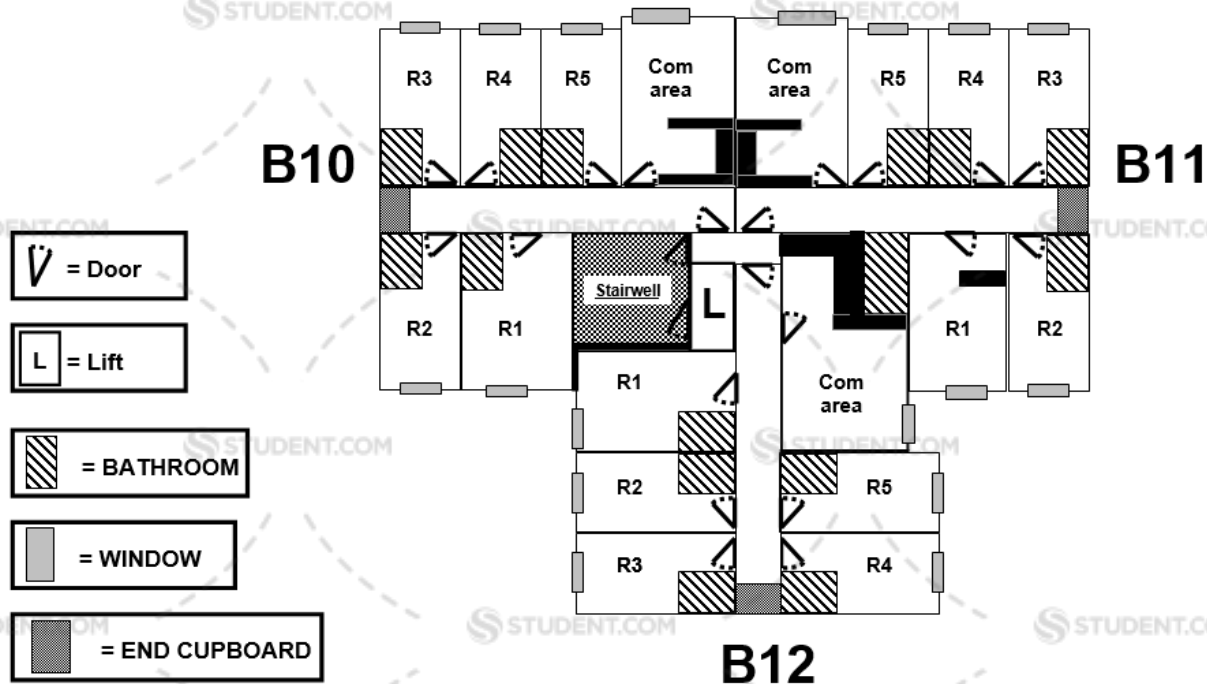 STUDENT.COM
STUDENT.COM
R3
R4
R5
Com
area
Com
area
R5
R4
R3
B10
B11
STUDENT.COM
STUDENT.C
DENT.COM
= Door
Stairwell
L
L
= Lift
R2
R1
R1
Com
area
R1
R2
STUDENT.COM
STUDENT.COM
= BATHROOM
R2
R5
= WINDOW
R3
R4
STUDENT.COM
STUDENT.C
DENT.COM
= END CUPBOARD
B12